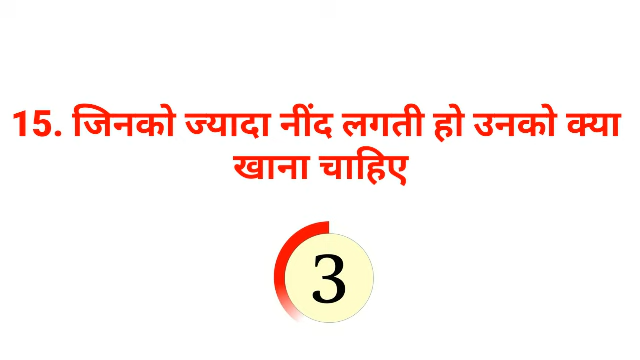 15. जिनको ज्यादा नींद लगती हो उनको क्या
खाना चाहिए
3